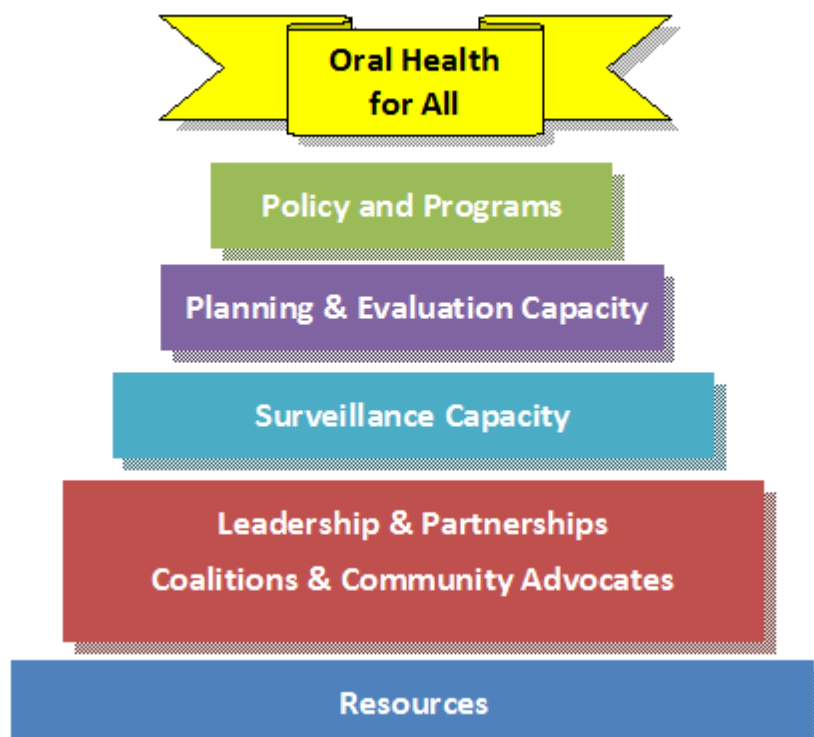 Oral Health
for All
Policy and Programs
Planning & Evaluation Capacity
Surveillance Capacity
Leadership & Partnerships
Coalitions & Community Advocates
Resources